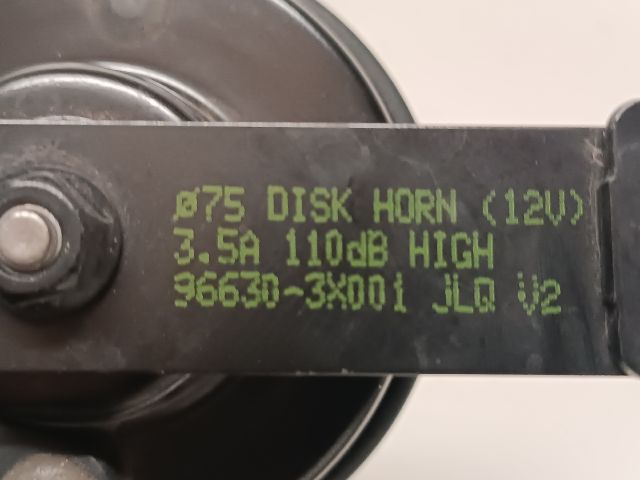 Ø75 DISK HORN (12V)
3.5A 110dB HIGH
96630-3X001 JLQ V2